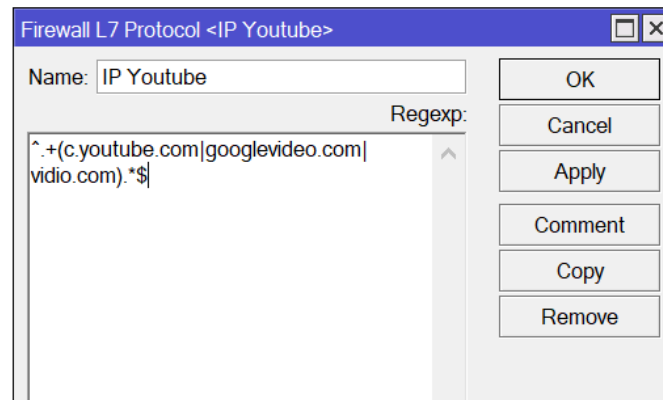 Firewall L7 Protocol <IP Youtube>
Name: IP Youtube
OK
Regexp:
Cancel
^.+(c.youtube.com|googlevideo.com|
vidio.com).*$
Apply
Comment
Copy
Remove